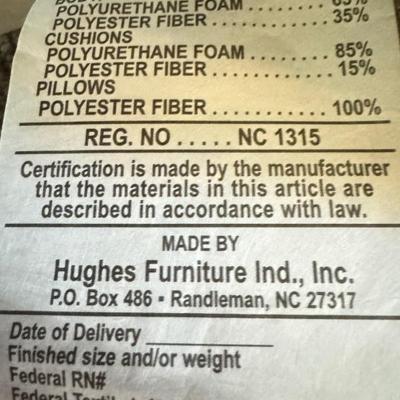 POLYURETHANE FOAM ........ 65%
POLYESTER FIBER .......... 35%
CUSHIONS
POLYURETHANE FOAM ....... 85%
POLYESTER FIBER .......... 15%
PILLOWS
POLYESTER FIBER ........... 100%
REG. NO ..... NC 1315
Certification is made by the manufacturer
that the materials in this article are
described in accordance with law.
MADE BY
Hughes Furniture Ind., Inc.
P.O. Box 486 ▪ Randleman, NC 27317
Date of Delivery
Finished size and/or weight
Federal RN#
Federal